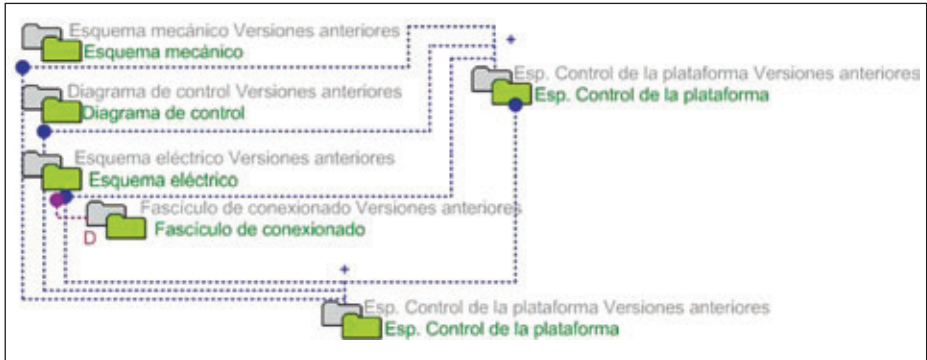 Esquema mecánico Versiones anteriores
Esquema mecánico
Esp. Control de la plataforma Versiones anteriores
Esp. Control de la plataforma
Diagrama de control Versiones anteriores
Diagrama de control
Esquema eléctrico Versiones anteriores
Esquema eléctrico
Fascículo de conexionado Versiones anteriores
Fascículo de conexionado
D
Esp. Control de la plataforma Versiones anteriores
Esp. Control de la plataforma